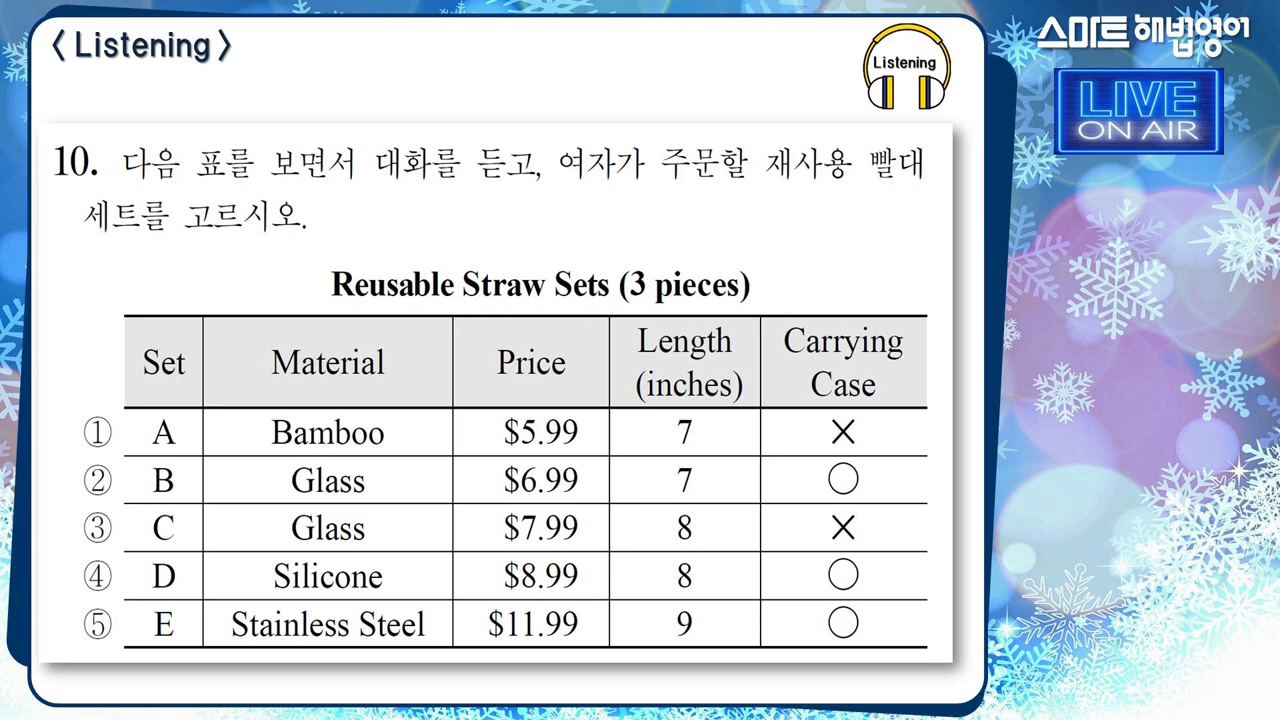 〈Listening〉
Listening
스마트해법영어
LIVE
ON AIR
10. 다음 표를 보면서 대화를 듣고, 여자가 주문할 재사용 빨대
세트를 고르시오.
Reusable Straw Sets (3 pieces)
Set Material Price Length (inches) Carrying Case
① A Bamboo $5.99 7 ×
② B Glass $6.99 7 ○
③ C Glass $7.99 8 ×
④ D Silicone $8.99 8 ○
⑤ E Stainless Steel $11.99 9 ○